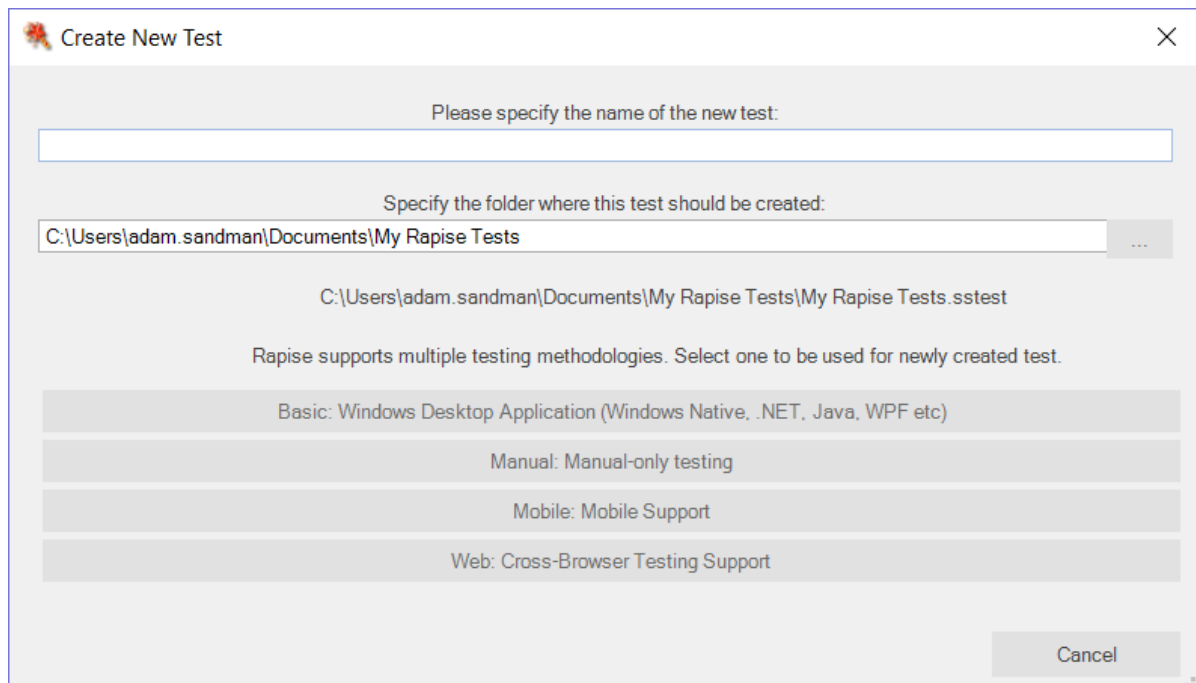 Create New Test
Please specify the name of the new test:
Specify the folder where this test should be created:
C:\Users\adam.sandman\Documents\My Rapise Tests
...
C:\Users\adam.sandman\Documents\My Rapise Tests\My Rapise Tests.sstest
Rapise supports multiple testing methodologies. Select one to be used for newly created test.
Basic: Windows Desktop Application (Windows Native, .NET, Java, WPF etc)
Manual: Manual-only testing
Mobile: Mobile Support
Web: Cross-Browser Testing Support
Cancel